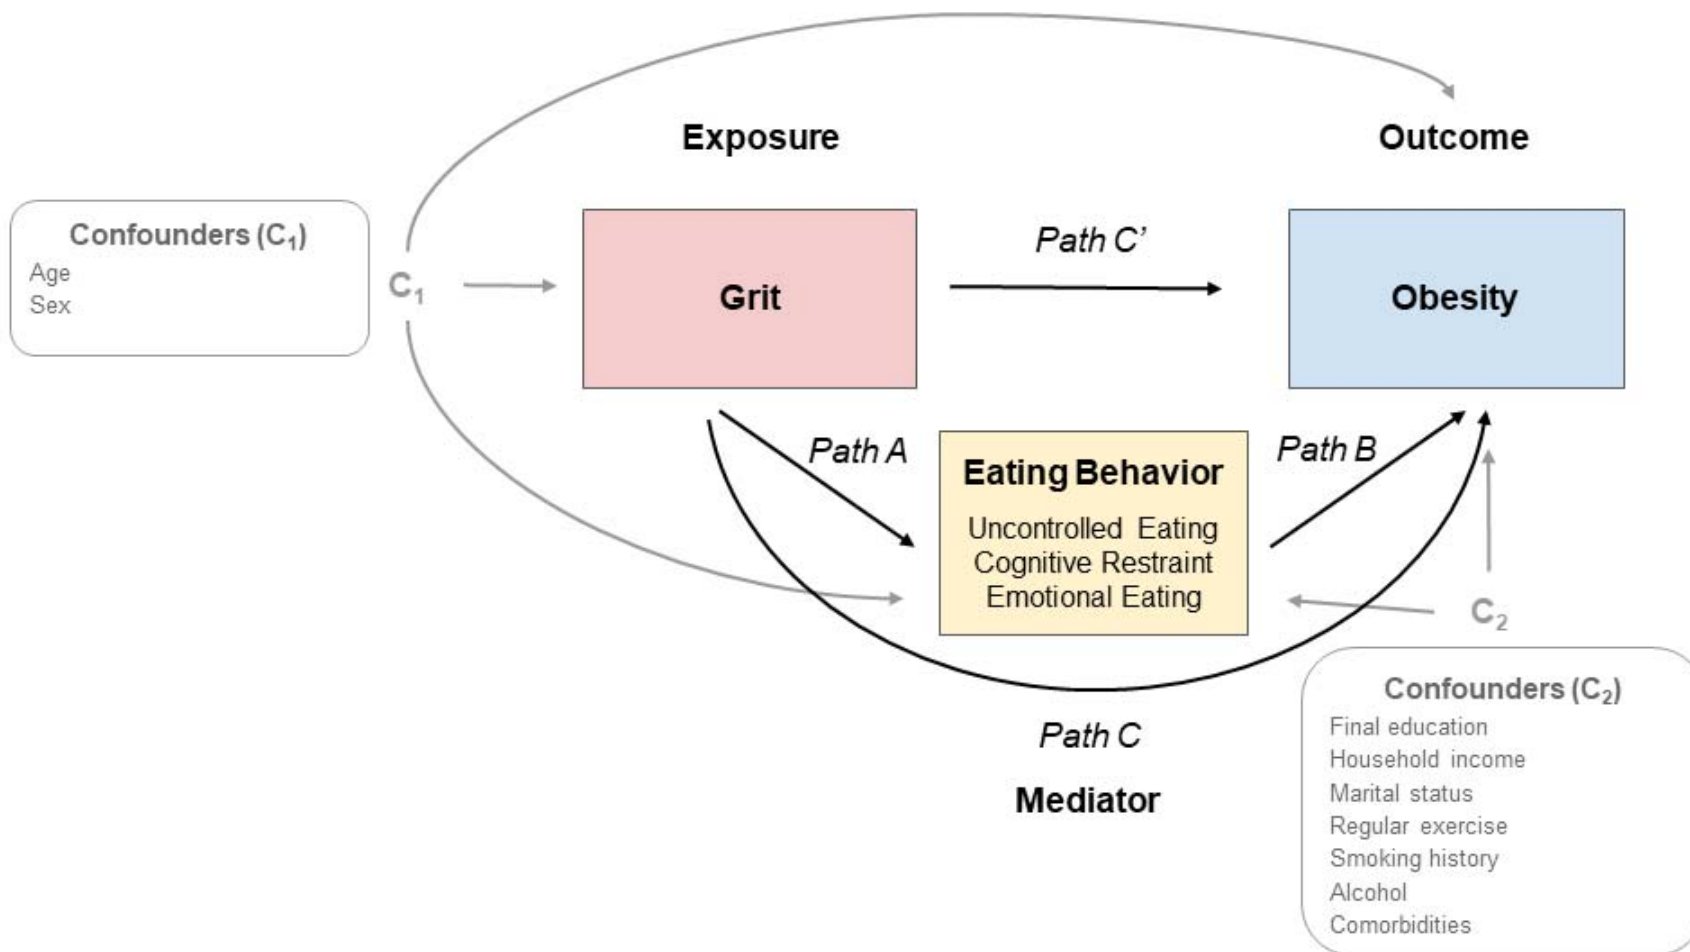 Exposure
Outcome
Confounders (C₁)
Age
Sex
C₁
Grit
Path C’
Obesity
Path A
Path B
Eating Behavior
Uncontrolled Eating
Cognitive Restraint
Emotional Eating
C₂
Path C
Mediator
Confounders (C₂)
Final education
Household income
Marital status
Regular exercise
Smoking history
Alcohol
Comorbidities